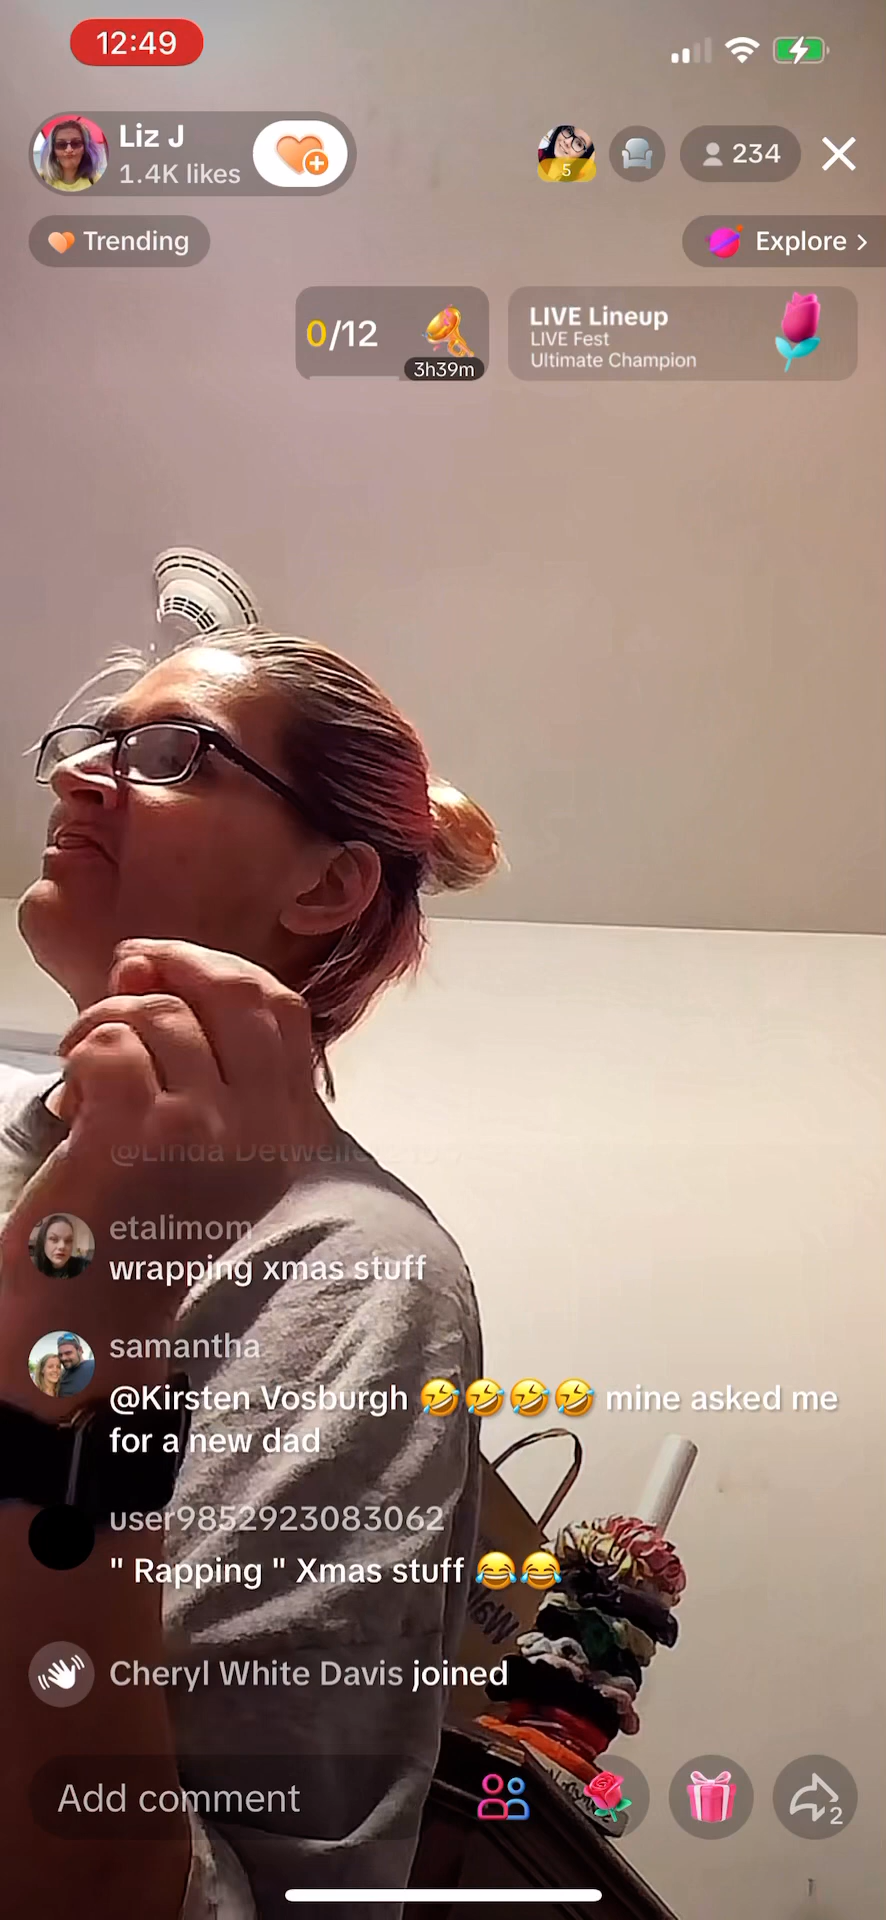 12:49
Liz J
1.4K likes
5
234
Trending
Explore >
0/12
3h39m
LIVE Lineup
LIVE Fest
Ultimate Champion
etalimom
wrapping xmas stuff
samantha
@Kirsten Vosburgh 🤣🤣🤣🤣 mine asked me
for a new dad
user9852923083062
" Rapping " Xmas stuff 😂😂
Cheryl White Davis joined
Add comment
2